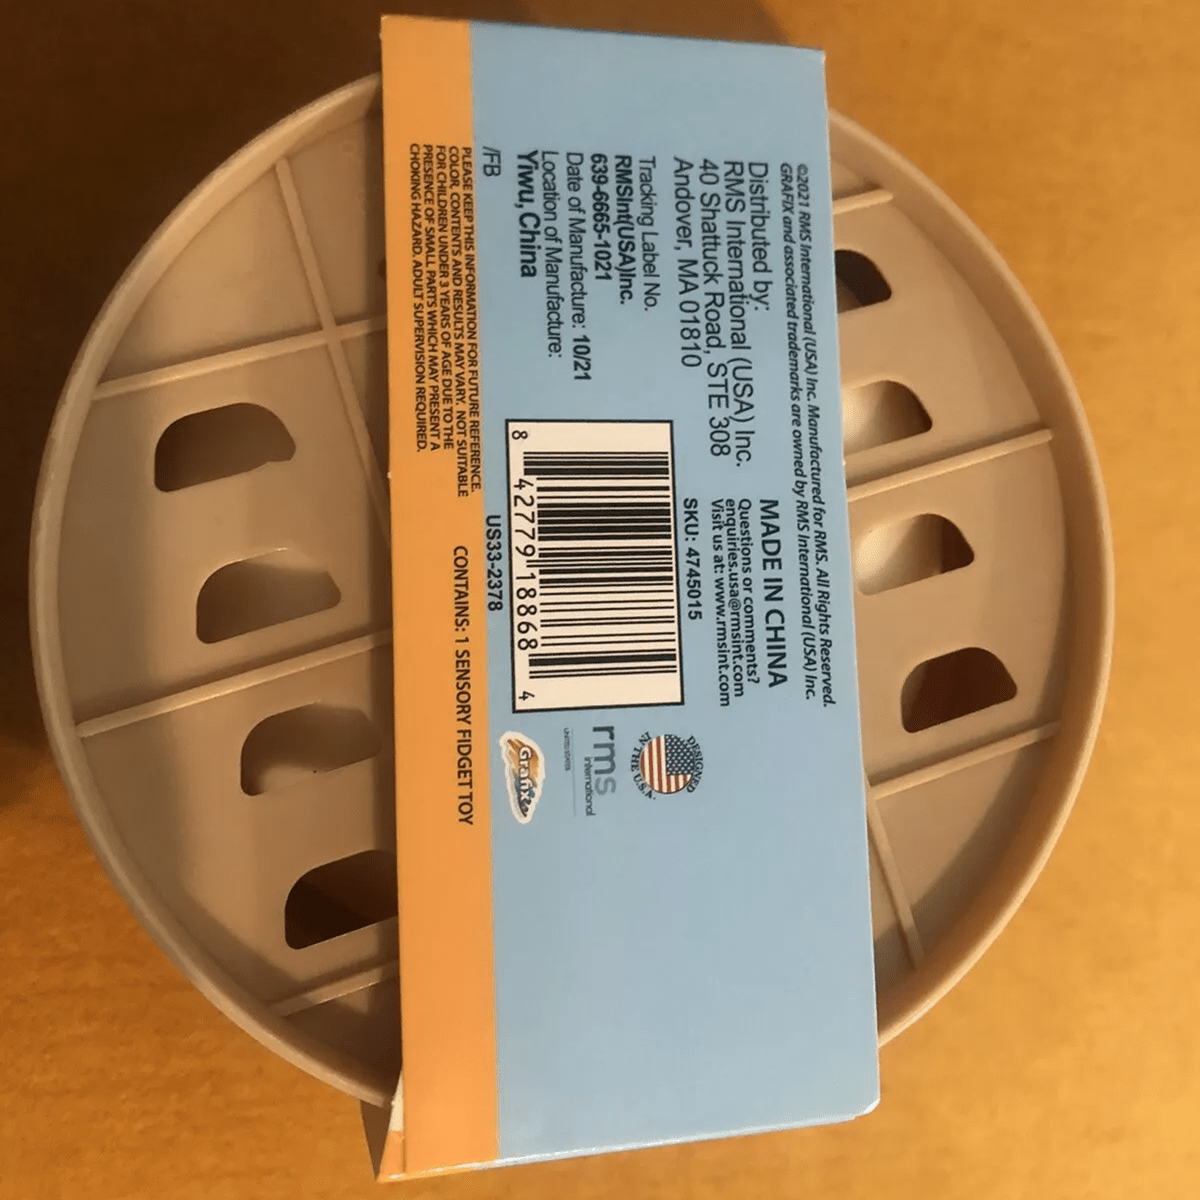 ©2021 RMS International (USA) Inc. Manufactured for RMS. All Rights Reserved.
GRAFIX and associated trademarks are owned by RMS International (USA) Inc.
Distributed by:
RMS International (USA) Inc.
40 Shattuck Road, STE 308
Andover, MA 01810
Tracking Label No.
RMSInt(USA)Inc.
639-6665-1021
Date of Manufacture: 10/21
Location of Manufacture:
Yiwu, China
/FB
MADE IN CHINA
Questions or comments?
enquiries.usa@rmsint.com
Visit us at: www.rmsint.com
SKU: 4745015
8 42779 18868 4
US33-2378
DESIGNED
IN THE U.S.A.
rms
international
UNITED STATES
Grafix
PLEASE KEEP THIS INFORMATION FOR FUTURE REFERENCE.
COLOR, CONTENTS AND RESULTS MAY VARY. NOT SUITABLE
FOR CHILDREN UNDER 3 YEARS OF AGE DUE TO THE
PRESENCE OF SMALL PARTS WHICH MAY PRESENT A
CHOKING HAZARD. ADULT SUPERVISION REQUIRED.
CONTAINS: 1 SENSORY FIDGET TOY